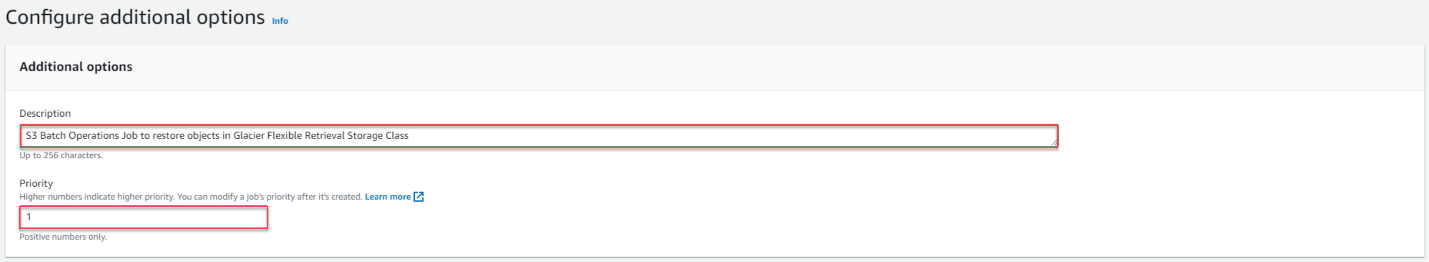 Configure additional options Info
Additional options
Description
S3 Batch Operations Job to restore objects in Glacier Flexible Retrieval Storage Class
Up to 256 characters.
Priority
Higher numbers indicate higher priority. You can modify a job's priority after it's created. Learn more
1
Positive numbers only.